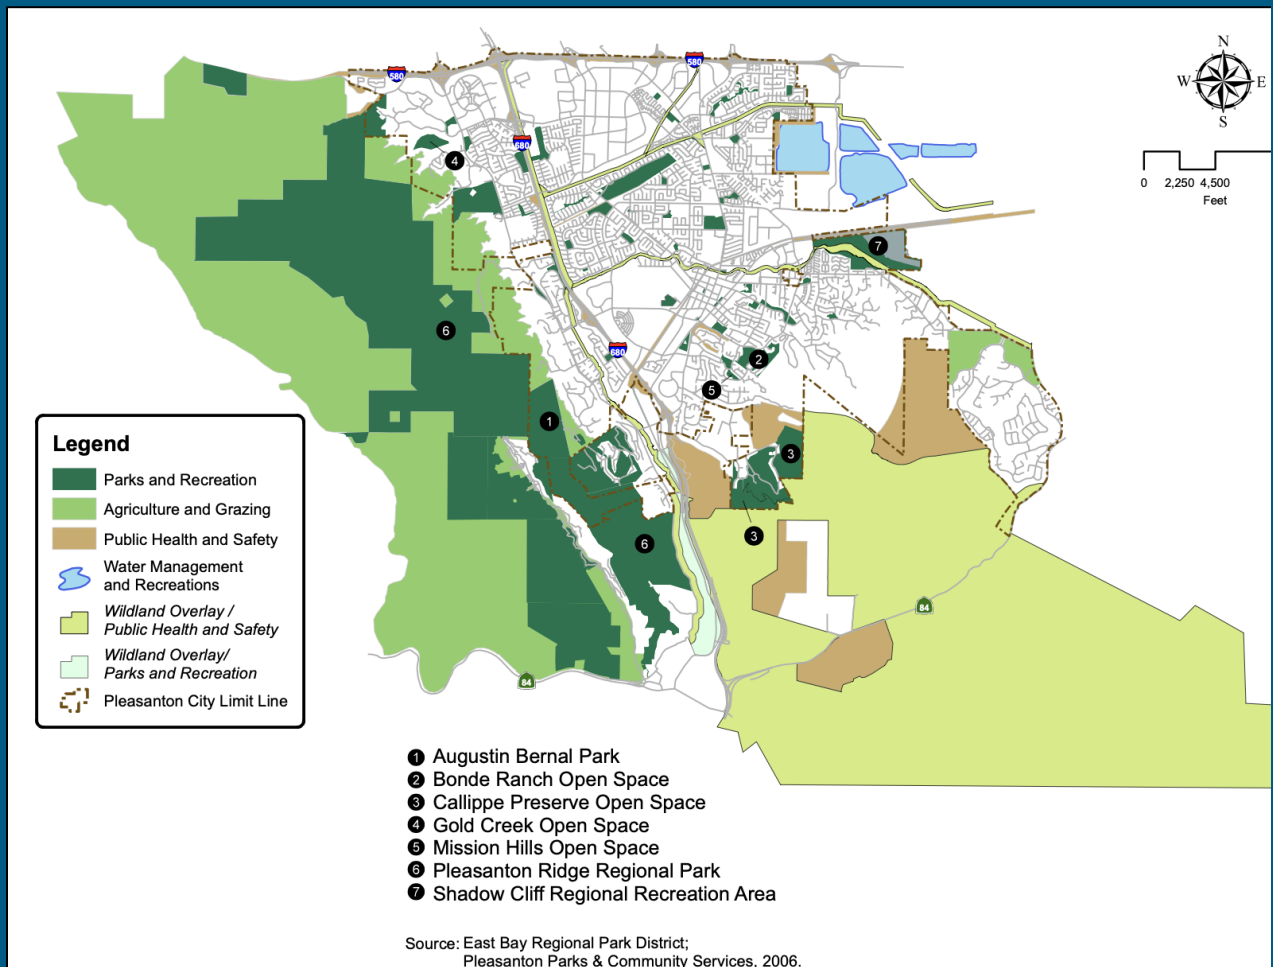 580
580
N
W E
S
680
4
0 2,250 4,500
Feet
7
6
680
2
5
1
Legend
3
Parks and Recreation
Agriculture and Grazing
Public Health and Safety
3
6
Water Management
and Recreations
Wildland Overlay /
Public Health and Safety
84
Wildland Overlay/
Parks and Recreation
84
Pleasanton City Limit Line
1 Augustin Bernal Park
2 Bonde Ranch Open Space
3 Callippe Preserve Open Space
4 Gold Creek Open Space
5 Mission Hills Open Space
6 Pleasanton Ridge Regional Park
7 Shadow Cliff Regional Recreation Area
Source: East Bay Regional Park District;
Pleasanton Parks & Community Services, 2006.